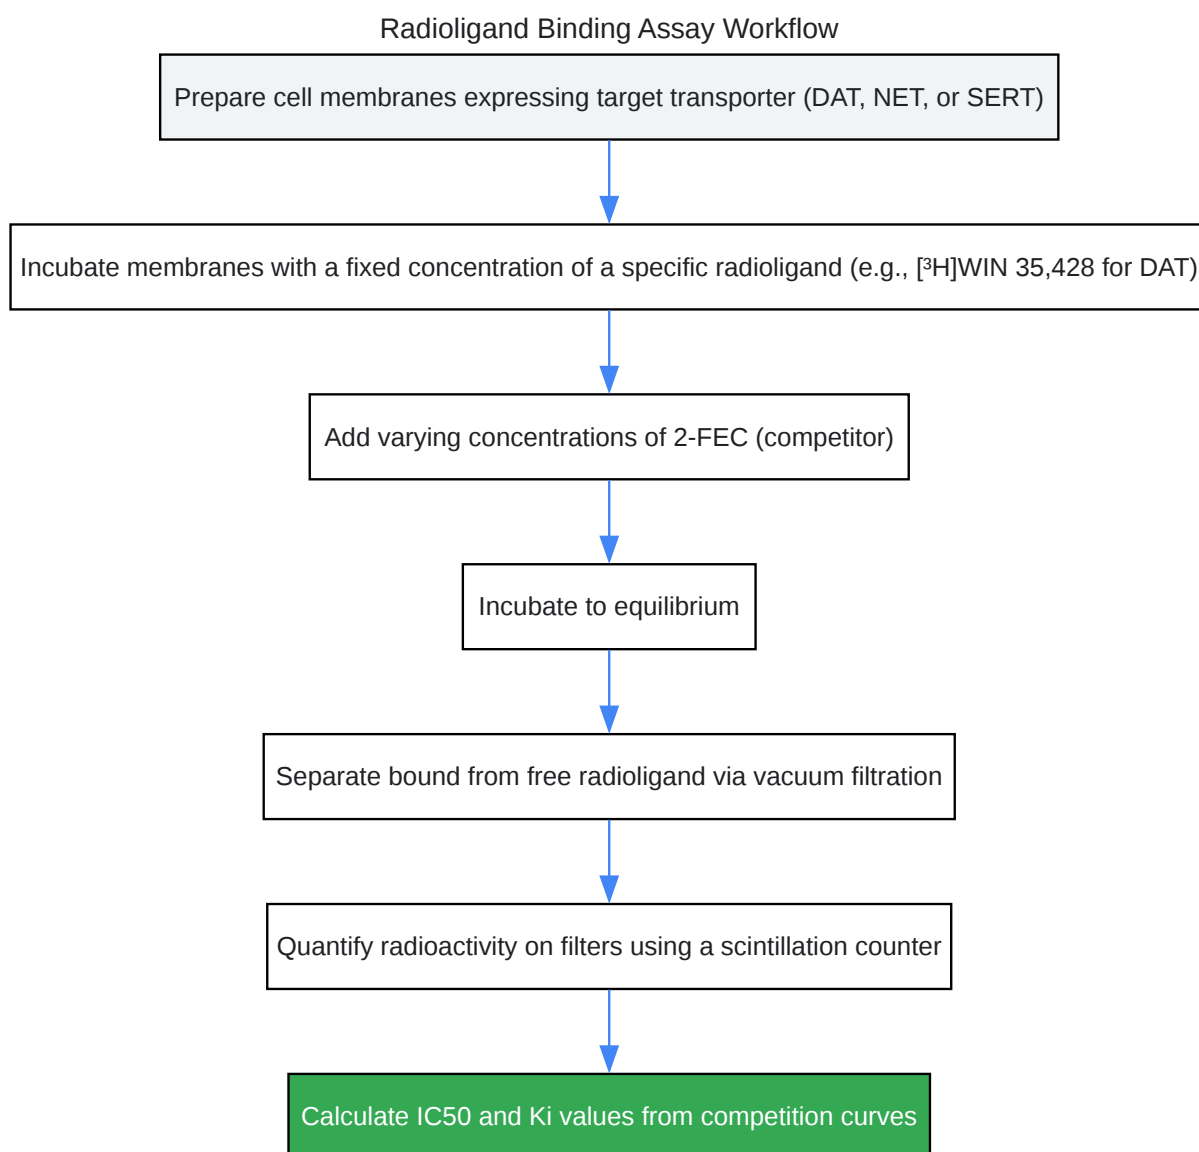 Radioligand Binding Assay Workflow
Prepare cell membranes expressing target transporter (DAT, NET, or SERT)
Incubate membranes with a fixed concentration of a specific radioligand (e.g., [³H]WIN 35,428 for DAT)
Add varying concentrations of 2-FEC (competitor)
Incubate to equilibrium
Separate bound from free radioligand via vacuum filtration
Quantify radioactivity on filters using a scintillation counter
Calculate IC50 and Ki values from competition curves